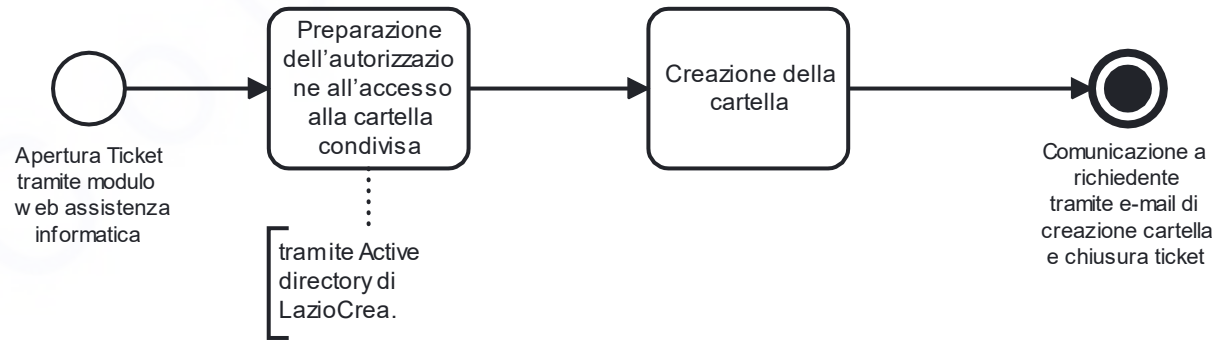 Preparazione
dell'autorizzazio
ne all'accesso
alla cartella
condivisa
Creazione della
cartella
Apertura Ticket
tramite modulo
web assistenza
informatica
Comunicazione a
richiedente
tramite e-mail di
creazione cartella
e chiusura ticket
tramite Active
directory di
LazioCrea.